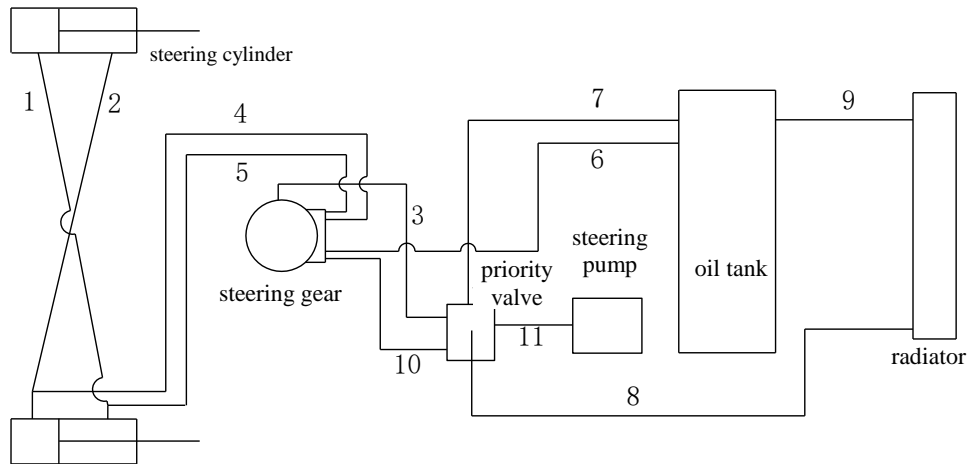 steering cylinder
1
2
4
5
7
6
9
3
steering gear
priority
valve
steering
pump
oil tank
10
11
8
radiator